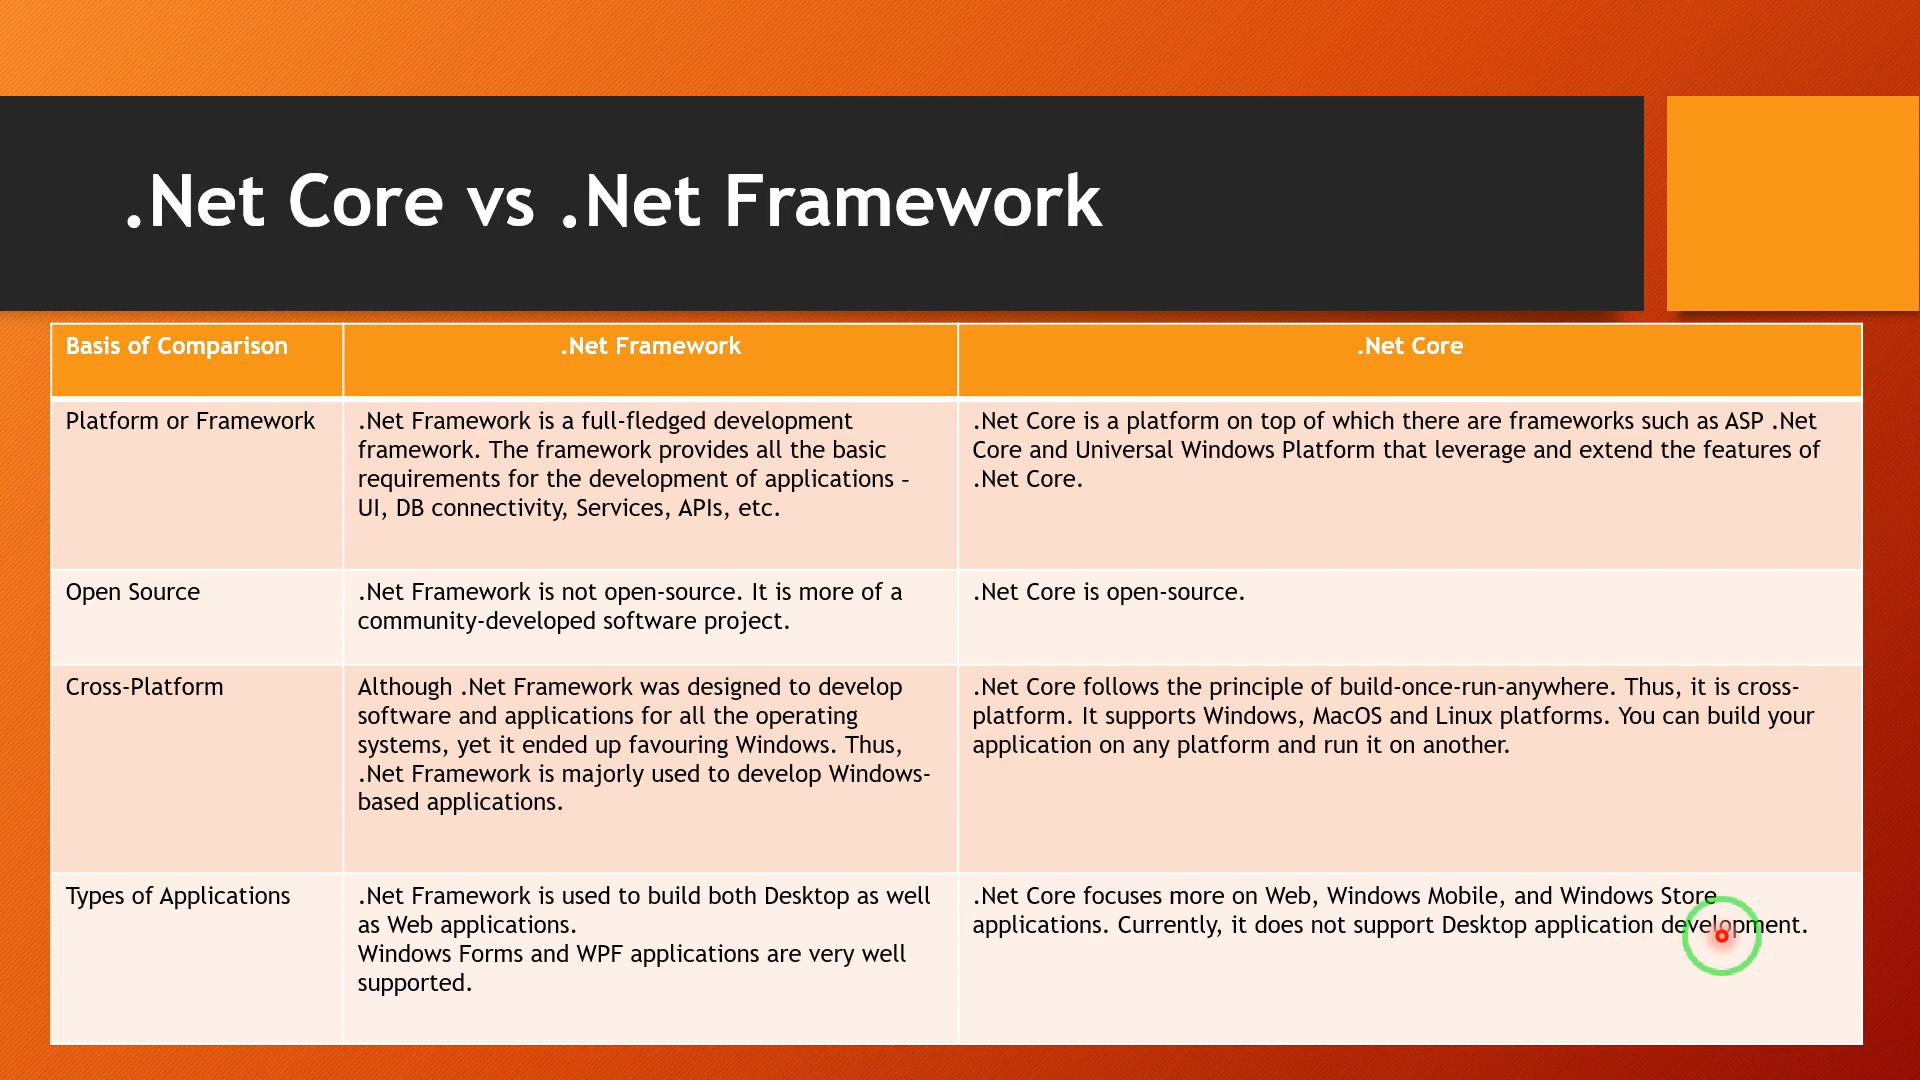 .Net Core vs .Net Framework
Basis of Comparison
.Net Framework
.Net Core
Platform or Framework
.Net Framework is a full-fledged development
framework. The framework provides all the basic
requirements for the development of applications –
UI, DB connectivity, Services, APIs, etc.
.Net Core is a platform on top of which there are frameworks such as ASP .Net
Core and Universal Windows Platform that leverage and extend the features of
.Net Core.
Open Source
.Net Framework is not open-source. It is more of a
community-developed software project.
.Net Core is open-source.
Cross-Platform
Although .Net Framework was designed to develop
software and applications for all the operating
systems, yet it ended up favouring Windows. Thus,
.Net Framework is majorly used to develop Windows-
based applications.
.Net Core follows the principle of build-once-run-anywhere. Thus, it is cross-
platform. It supports Windows, MacOS and Linux platforms. You can build your
application on any platform and run it on another.
Types of Applications
.Net Framework is used to build both Desktop as well
as Web applications.
Windows Forms and WPF applications are very well
supported.
.Net Core focuses more on Web, Windows Mobile, and Windows Store
applications. Currently, it does not support Desktop application development.